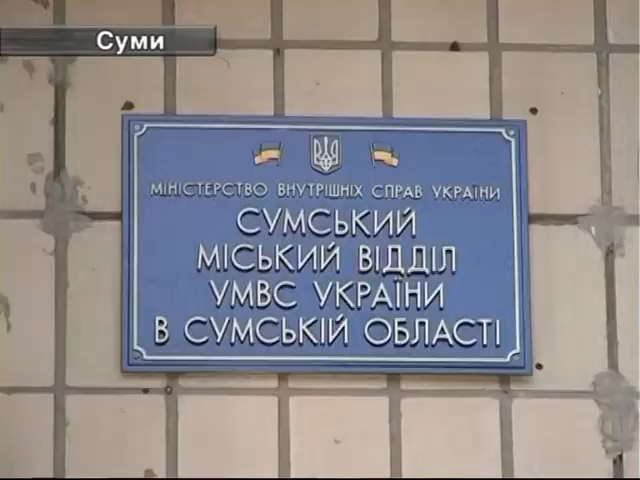 Суми
МІНІСТЕРСТВО ВНУТРІШНІХ СПРАВ УКРАЇНИ
СУМСЬКИЙ
МІСЬКИЙ ВІДДІЛ
УМВС УКРАЇНИ
В СУМСЬКІЙ ОБЛАСТІ